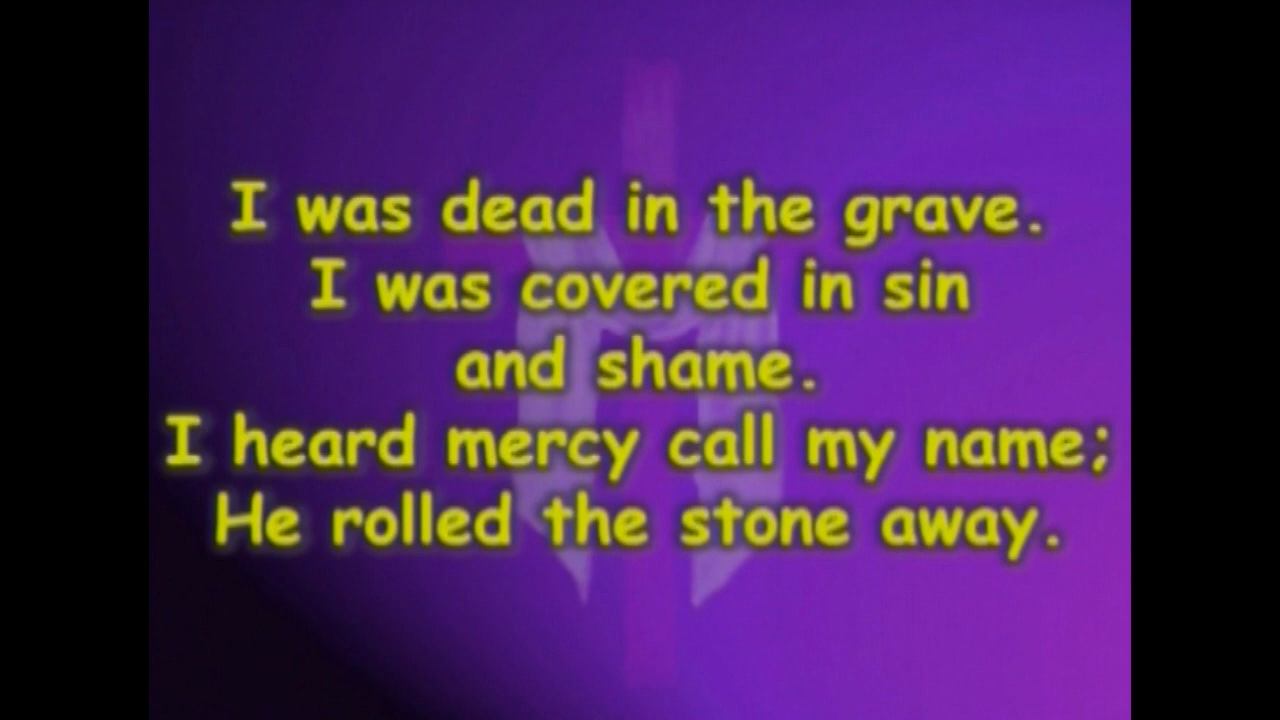 I was dead in the grave.
I was covered in sin
and shame.
I heard mercy call my name;
He rolled the stone away.